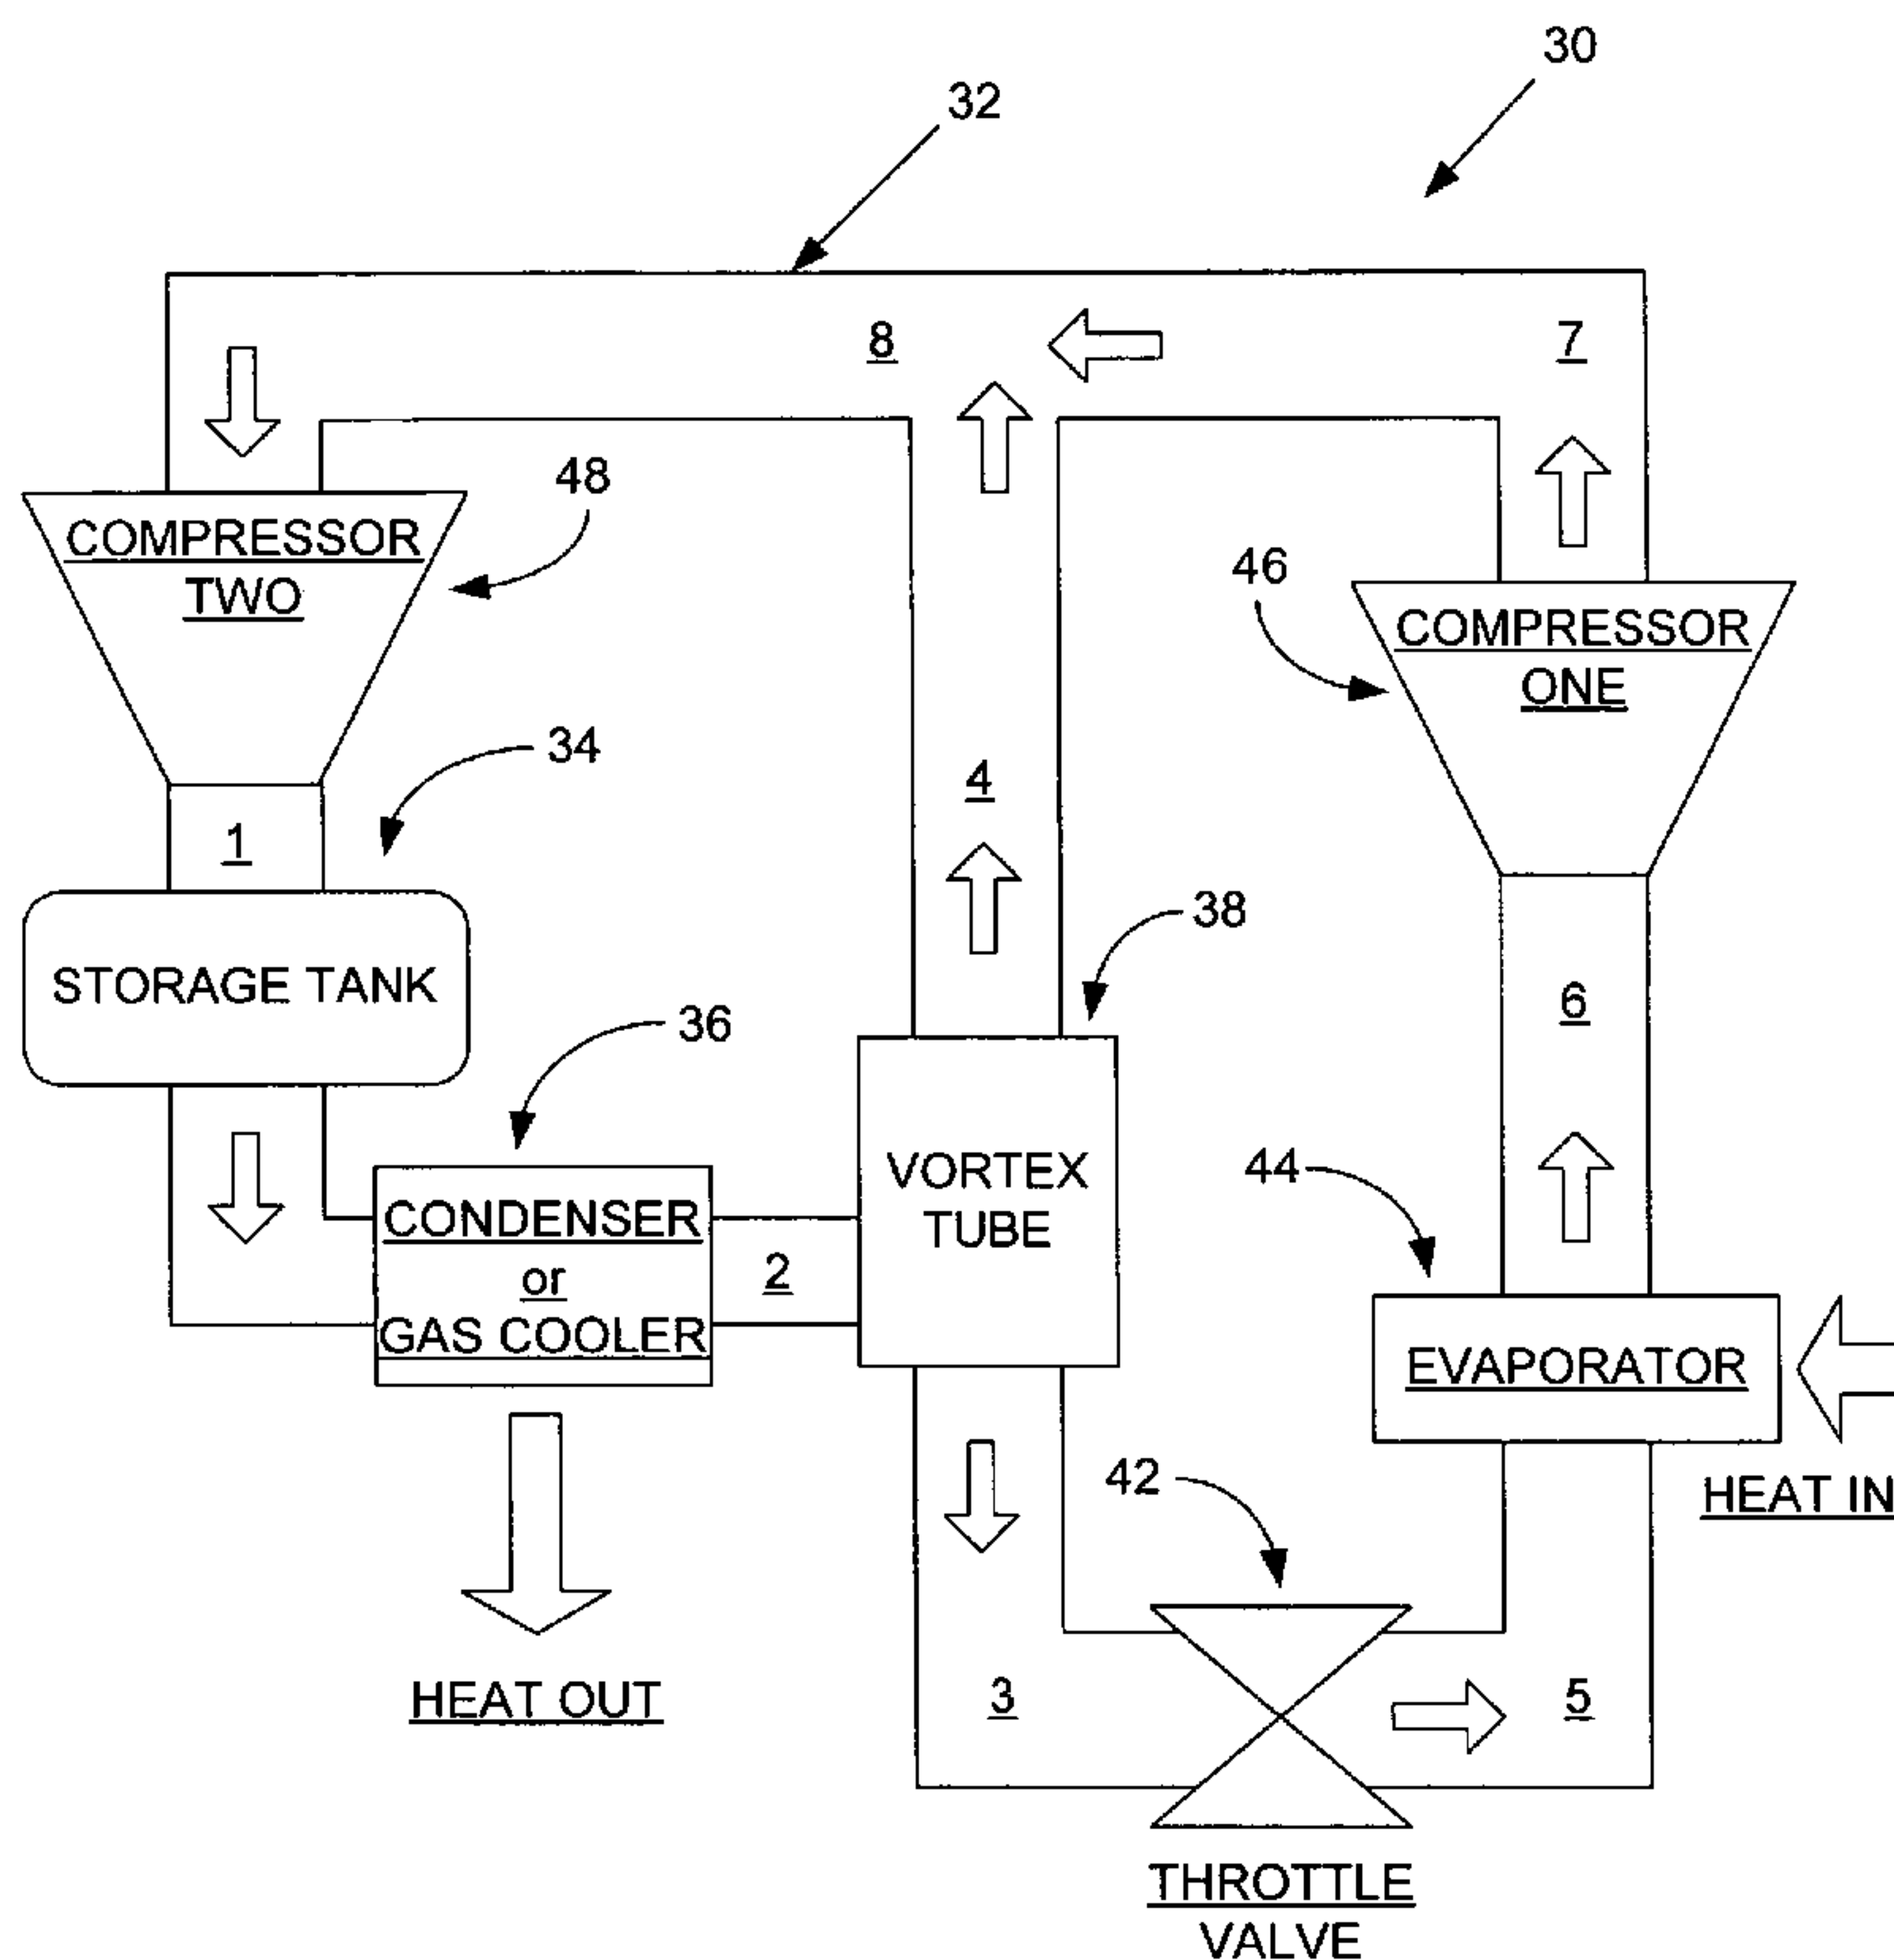 30
32
8
7
48
COMPRESSOR
TWO
46
COMPRESSOR
ONE
34
4
1
38
STORAGE TANK
6
36
VORTEX
TUBE
44
CONDENSER
or
GAS COOLER
2
EVAPORATOR
42
HEAT IN
HEAT OUT
3
5
THROTTLE
VALVE